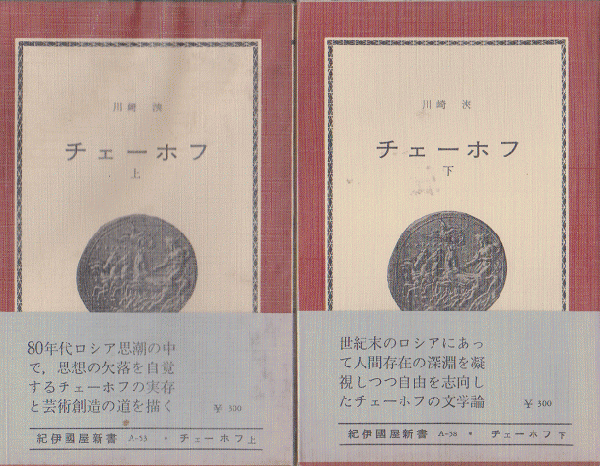 川崎 浹
チェーホフ
上
80年代ロシア思潮の中
で，思想の欠落を自覚
するチェーホフの実存
と芸術創造の道を描く
¥ 300
紀伊國屋新書 A-53 ・ チェーホフ上
川崎 浹
チェーホフ
下
世紀末のロシアにあっ
て人間存在の深淵を凝
視しつつ自由を志向し
たチェーホフの文学論
¥ 300
紀伊國屋新書 A-58 ・ チェーホフ下